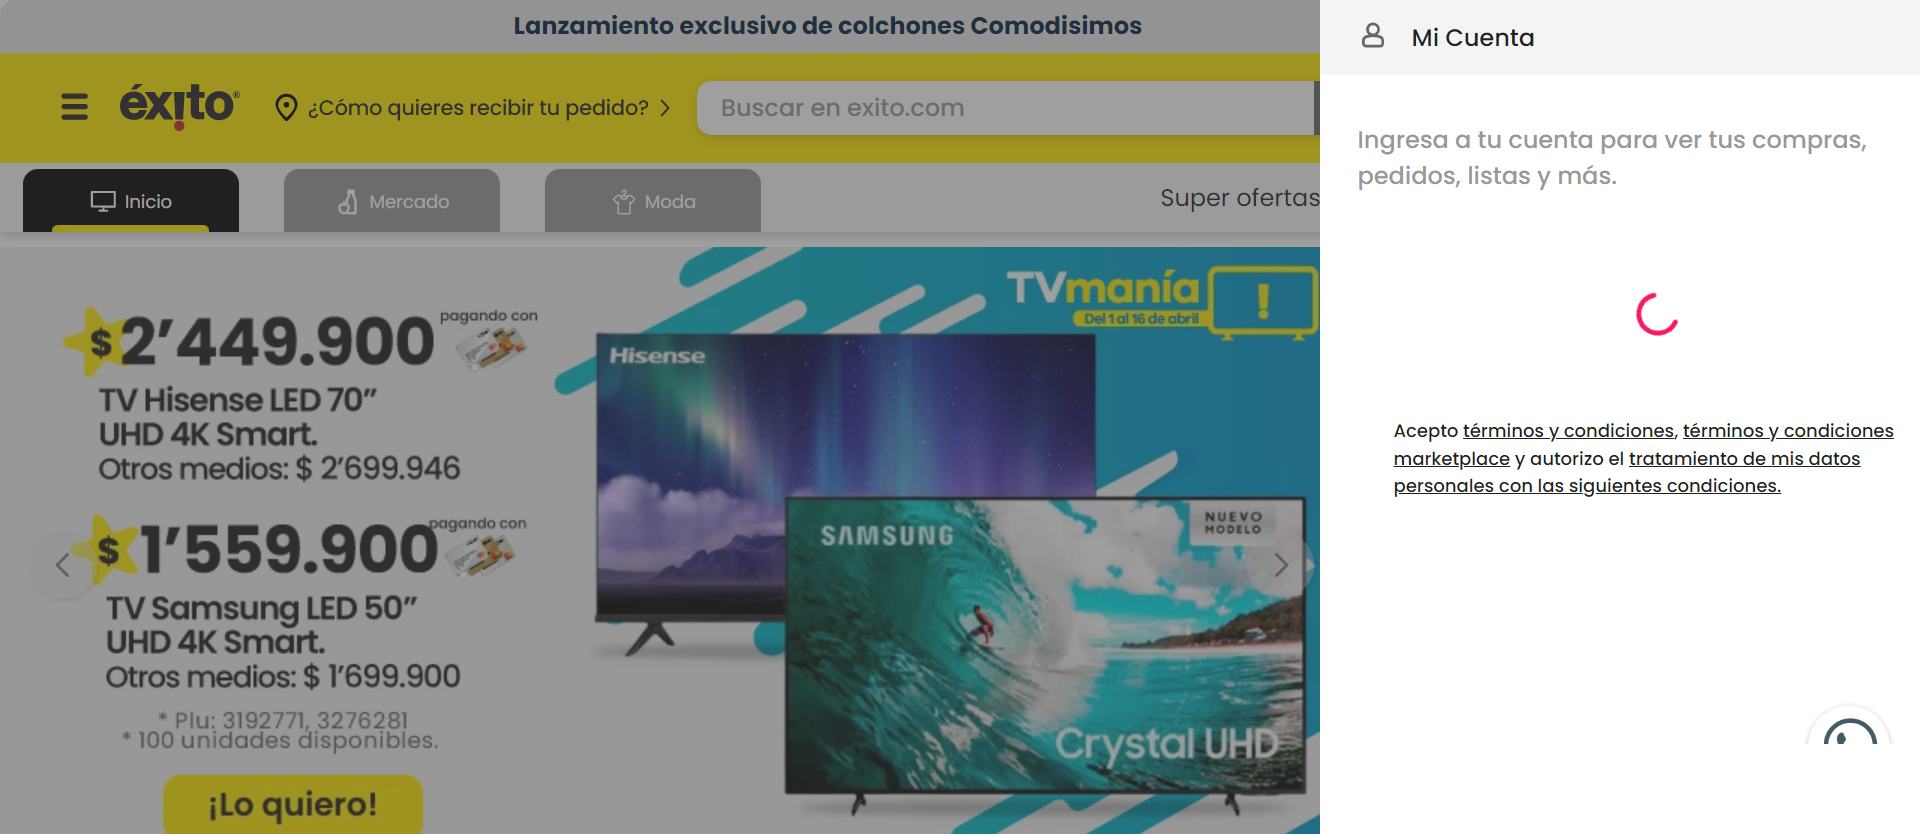 Lanzamiento exclusivo de colchones Comodisimos
éxito®
¿Cómo quieres recibir tu pedido?
Buscar en exito.com
Inicio
Mercado
Moda
Super ofertas
Mi Cuenta
Ingresa a tu cuenta para ver tus compras,
pedidos, listas y más.
Acepto términos y condiciones, términos y condiciones
marketplace y autorizo el tratamiento de mis datos
personales con las siguientes condiciones.
$ 2'449.900
pagando con
TV Hisense LED 70"
UHD 4K Smart.
Otros medios: $ 2'699.946
$ 1'559.900
pagando con
TV Samsung LED 50"
UHD 4K Smart.
Otros medios: $ 1'699.900
* Plu: 3192771, 3276281
* 100 unidades disponibles.
¡Lo quiero!
TVmanía
!
Del 1 al 16 de abril
Hisense
SAMSUNG
NUEVO
MODELO
Crystal UHD